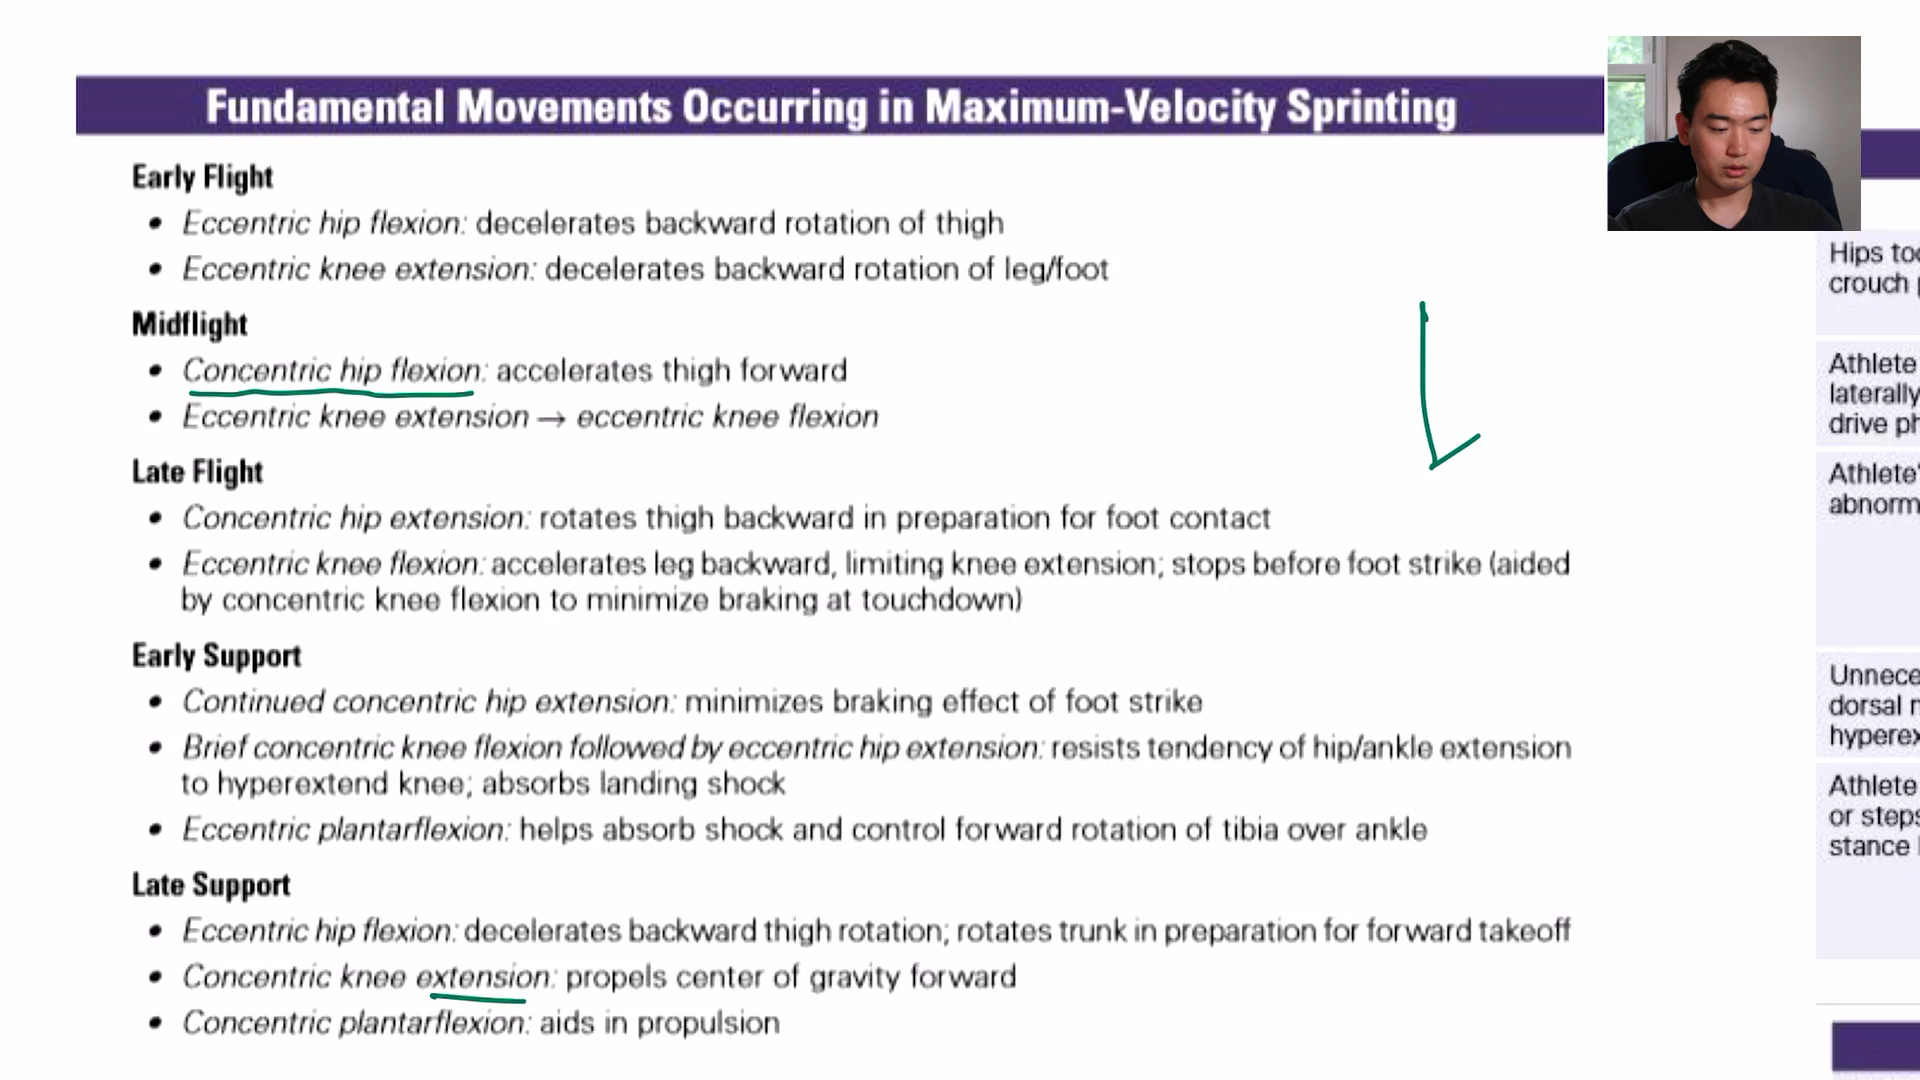 Fundamental Movements Occurring in Maximum-Velocity Sprinting
Early Flight
• Eccentric hip flexion: decelerates backward rotation of thigh
• Eccentric knee extension: decelerates backward rotation of leg/foot
Midflight
• Concentric hip flexion: accelerates thigh forward
• Eccentric knee extension → eccentric knee flexion
Late Flight
• Concentric hip extension: rotates thigh backward in preparation for foot contact
• Eccentric knee flexion: accelerates leg backward, limiting knee extension; stops before foot strike (aided
by concentric knee flexion to minimize braking at touchdown)
Early Support
• Continued concentric hip extension: minimizes braking effect of foot strike
• Brief concentric knee flexion followed by eccentric hip extension: resists tendency of hip/ankle extension
to hyperextend knee; absorbs landing shock
• Eccentric plantarflexion: helps absorb shock and control forward rotation of tibia over ankle
Late Support
• Eccentric hip flexion: decelerates backward thigh rotation; rotates trunk in preparation for forward takeoff
• Concentric knee extension: propels center of gravity forward
• Concentric plantarflexion: aids in propulsion
Hips
crouch
Athlete
laterally
drive
Athlete'
dorsal
Athlete
or steps
stance